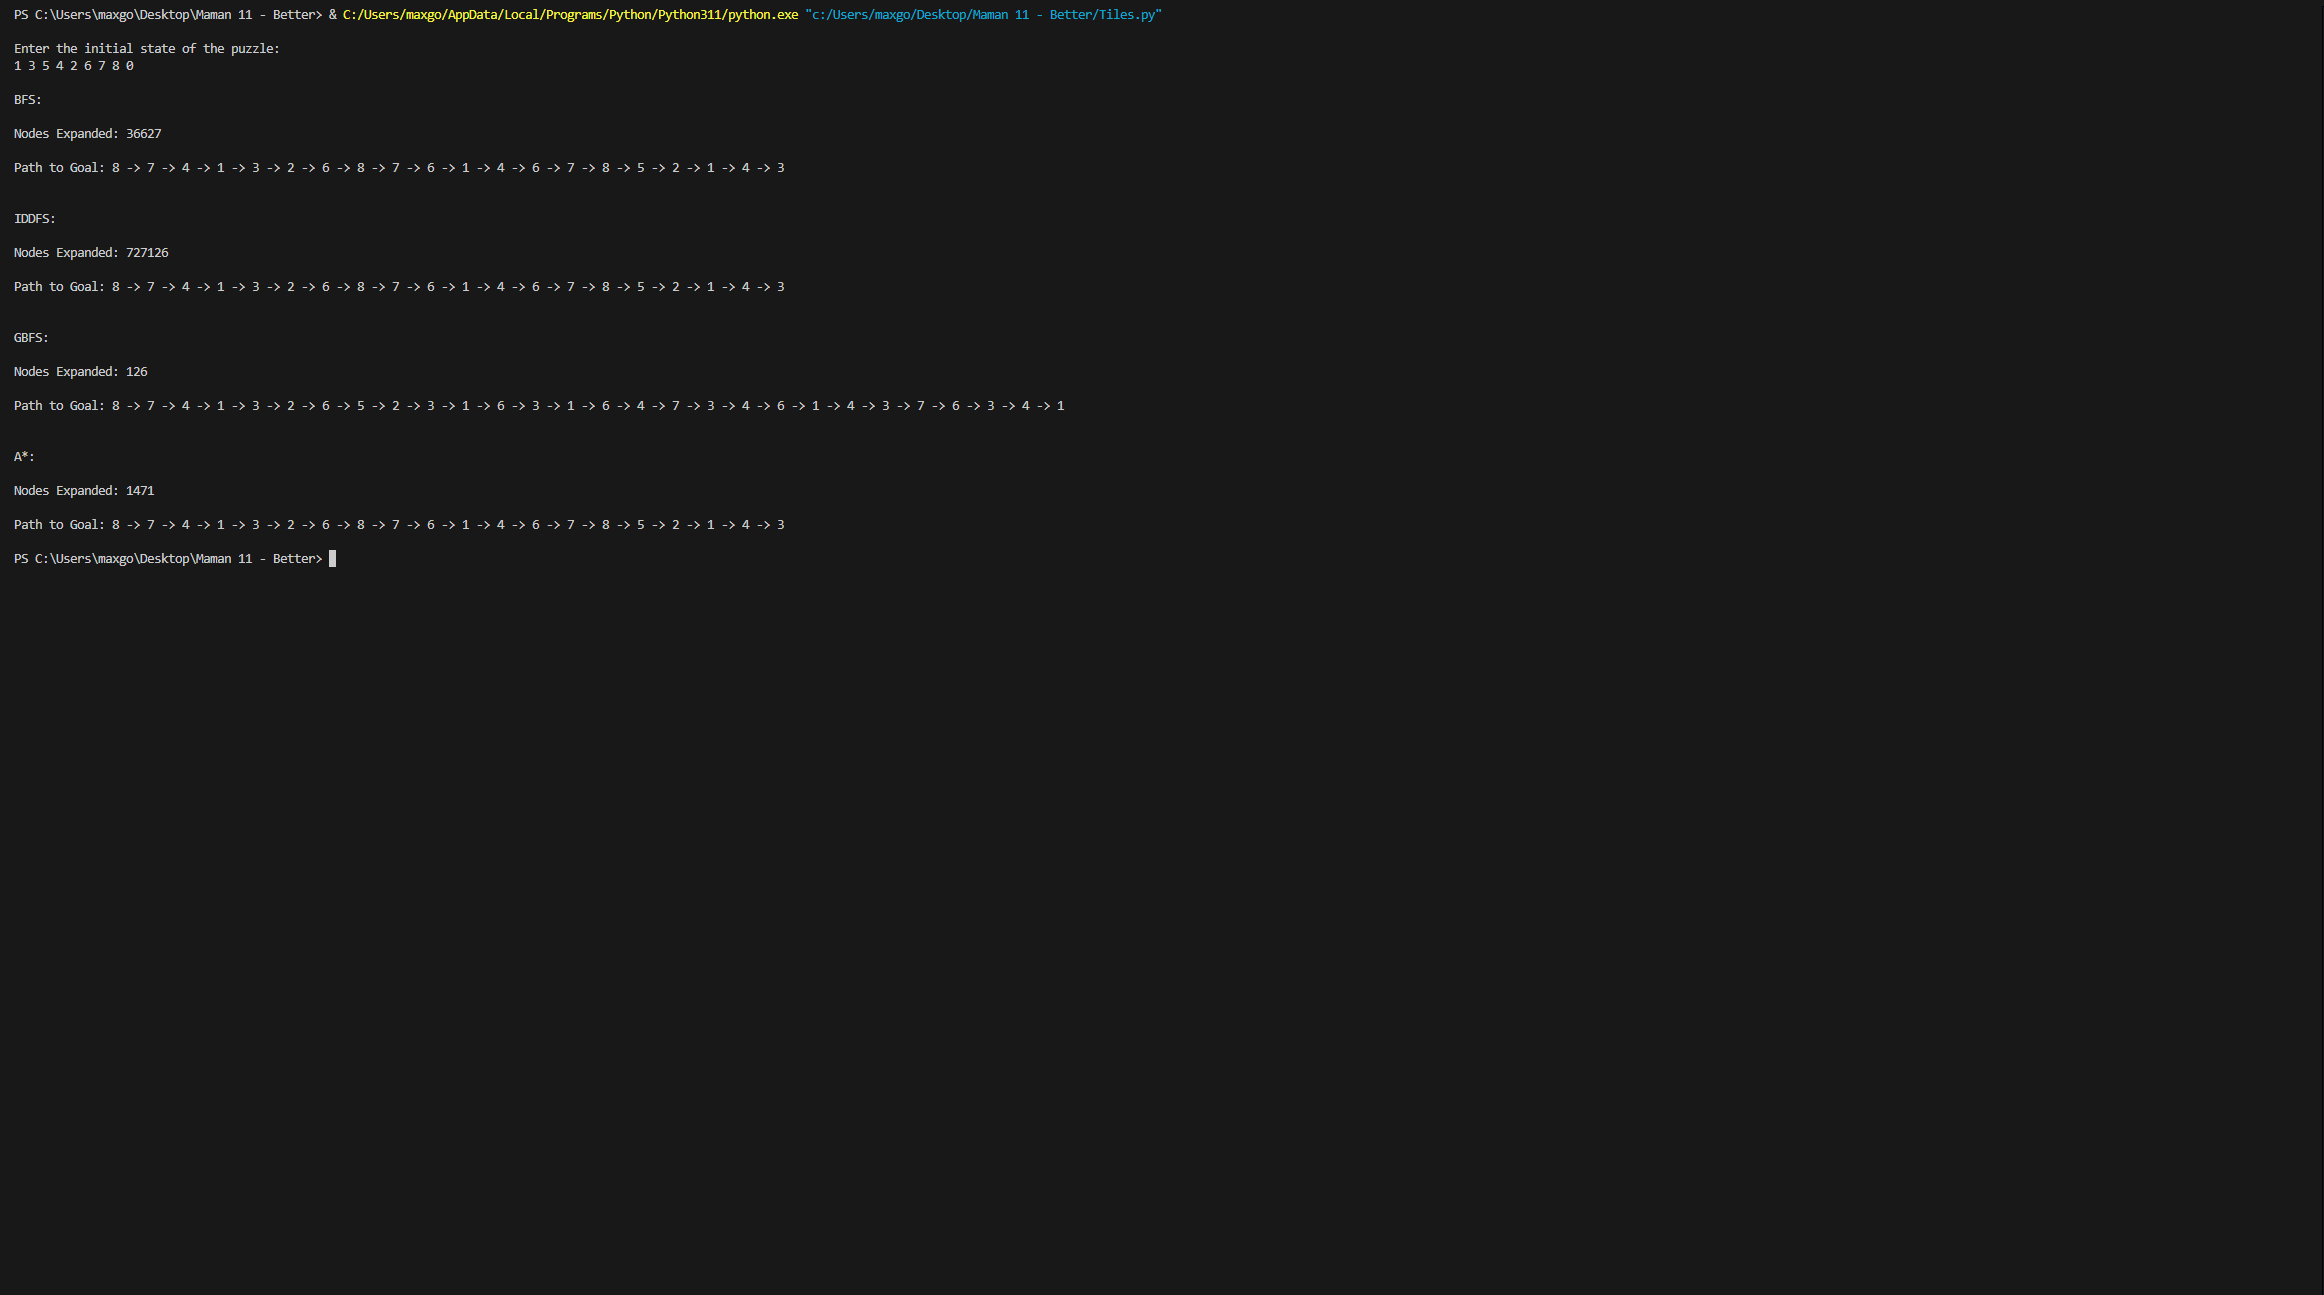 PS C:\Users\maxgo\Desktop\Maman 11 - Better> & C:/Users/maxgo/AppData/Local/Programs/Python/Python311/python.exe "c:/Users/maxgo/Desktop/Maman 11 - Better/Tiles.py"
Enter the initial state of the puzzle:
1 3 5 4 2 6 7 8 0
BFS:
Nodes Expanded: 36627
Path to Goal: 8 -> 7 -> 4 -> 1 -> 3 -> 2 -> 6 -> 8 -> 7 -> 6 -> 1 -> 4 -> 6 -> 7 -> 8 -> 5 -> 2 -> 1 -> 4 -> 3
IDDFS:
Nodes Expanded: 727126
Path to Goal: 8 -> 7 -> 4 -> 1 -> 3 -> 2 -> 6 -> 8 -> 7 -> 6 -> 1 -> 4 -> 6 -> 7 -> 8 -> 5 -> 2 -> 1 -> 4 -> 3
GBFS:
Nodes Expanded: 126
Path to Goal: 8 -> 7 -> 4 -> 1 -> 3 -> 2 -> 6 -> 5 -> 2 -> 3 -> 1 -> 6 -> 3 -> 1 -> 6 -> 4 -> 7 -> 3 -> 4 -> 6 -> 1 -> 4 -> 3 -> 7 -> 6 -> 3 -> 4 -> 1
A*:
Nodes Expanded: 1471
Path to Goal: 8 -> 7 -> 4 -> 1 -> 3 -> 2 -> 6 -> 8 -> 7 -> 6 -> 1 -> 4 -> 6 -> 7 -> 8 -> 5 -> 2 -> 1 -> 4 -> 3
PS C:\Users\maxgo\Desktop\Maman 11 - Better>